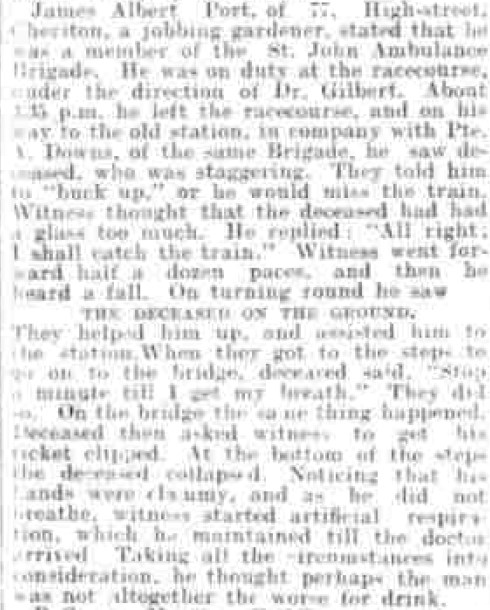 James Albert Port, of 77, High-street,
Cheriton, a jobbing gardener, stated that he
was a member of the St. John Ambulance
Brigade. He was on duty at the racecourse,
under the direction of Dr. Gilbert. About
p.m. he left the racecourse, and on his
way to the old station, in company with Pte.
A. Downs, of the same Brigade, he saw de-
ceased, who was staggering. They told him
to "buck up," or he would miss the train.
Witness thought that the deceased had had
a glass too much. He replied: "All right;
I shall catch the train." Witness went for-
ward half a dozen paces, and then he
heard a fall. On turning round he saw
THE DECEASED ON THE GROUND.
They helped him up, and assisted him to
the station. When they got to the steps to
go on to the bridge, deceased said, "Stop
a minute till I get my breath." They did
so. On the bridge the same thing happened.
Deceased then asked witness to get his
ticket clipped. At the bottom of the steps
the deceased collapsed. Noticing that his
hands were clammy, and as he did not
breathe, witness started artificial respira-
tion, which he maintained till the doctor
arrived Taking all the circumstances into
consideration, he thought perhaps the man
was not altogether the worse for drink.